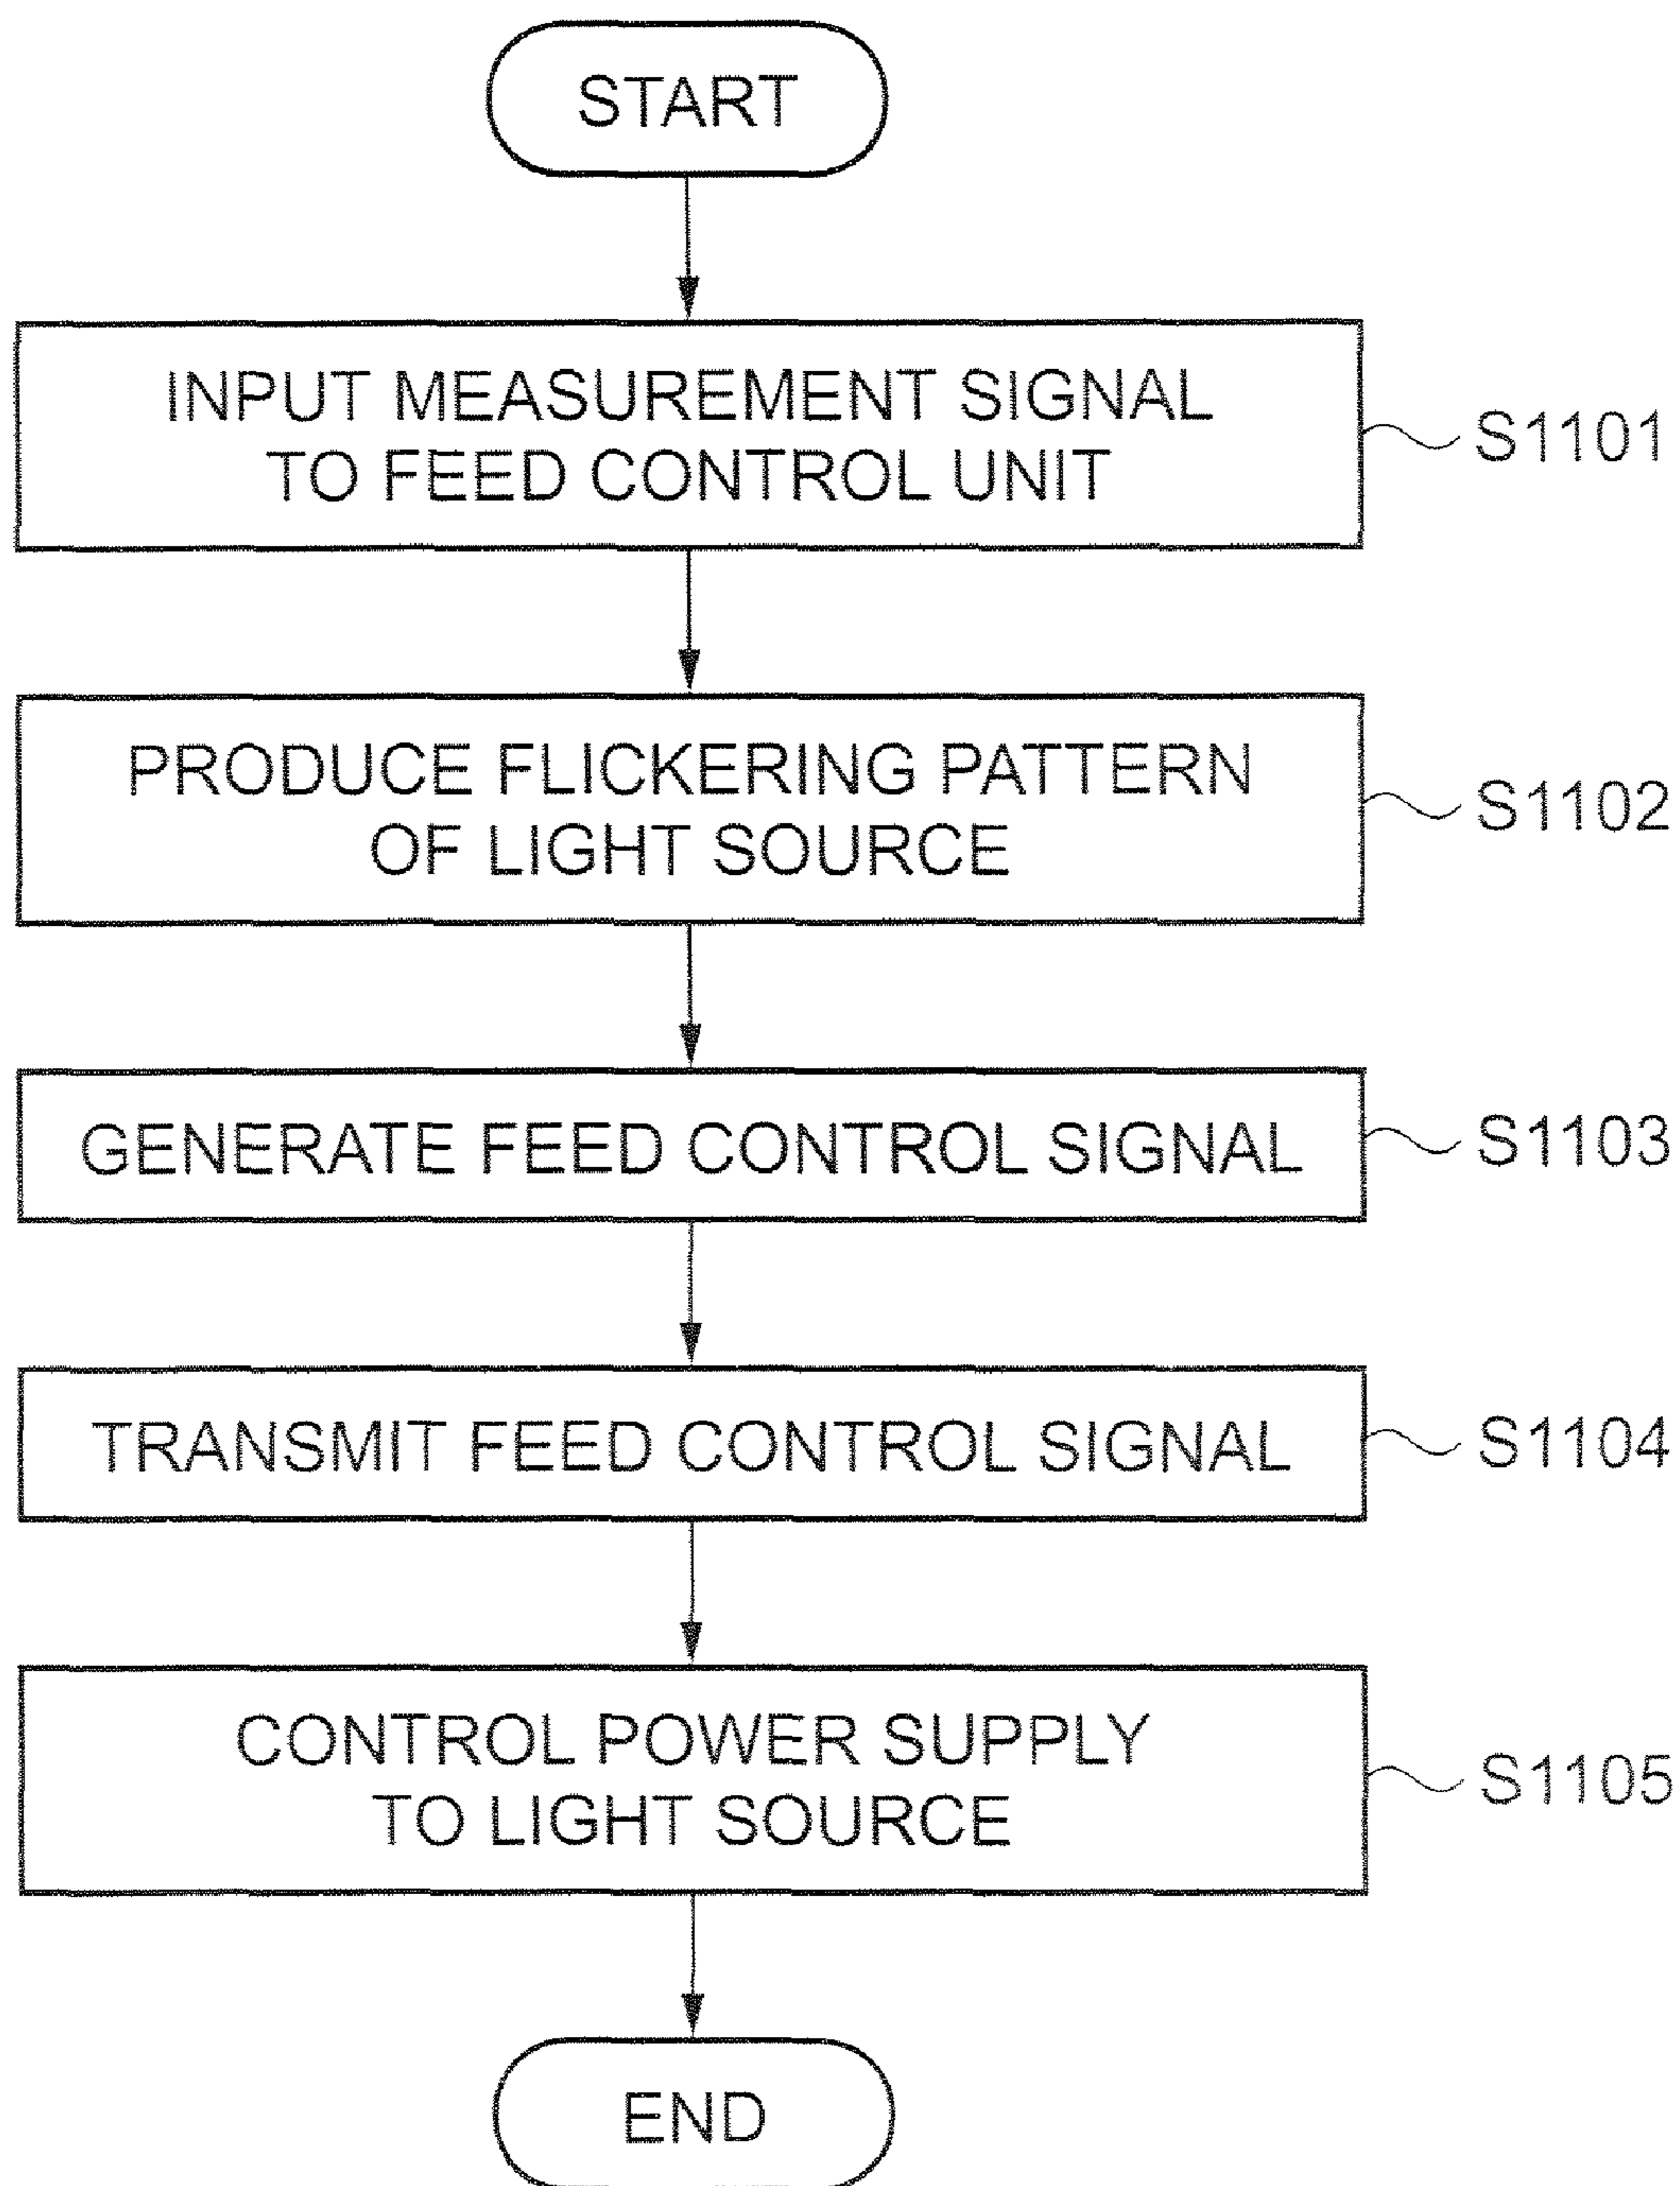 START
INPUT MEASUREMENT SIGNAL
TO FEED CONTROL UNIT
S1101
PRODUCE FLICKERING PATTERN
OF LIGHT SOURCE
S1102
GENERATE FEED CONTROL SIGNAL
S1103
TRANSMIT FEED CONTROL SIGNAL
S1104
CONTROL POWER SUPPLY
TO LIGHT SOURCE
S1105
END